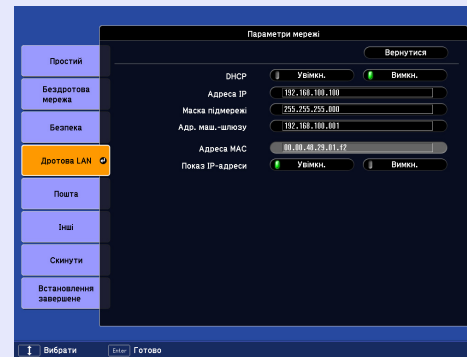 Параметри мережі
Вернутися
Простий
Бездротова
мережа
Безпека
Дротова LAN
Пошта
Інші
Скинути
Встановлення
завершене
DHCP Увімкн. Вимкн.
Адреса IP 192.168.100.100
Маска підмережі 255.255.255.000
Адр. маш.-шлюзу 192.168.100.001
Адреса MAC 00.00.48.29.01.f2
Показ IP-адреси Увімкн. Вимкн.
Вибрати Enter Готово